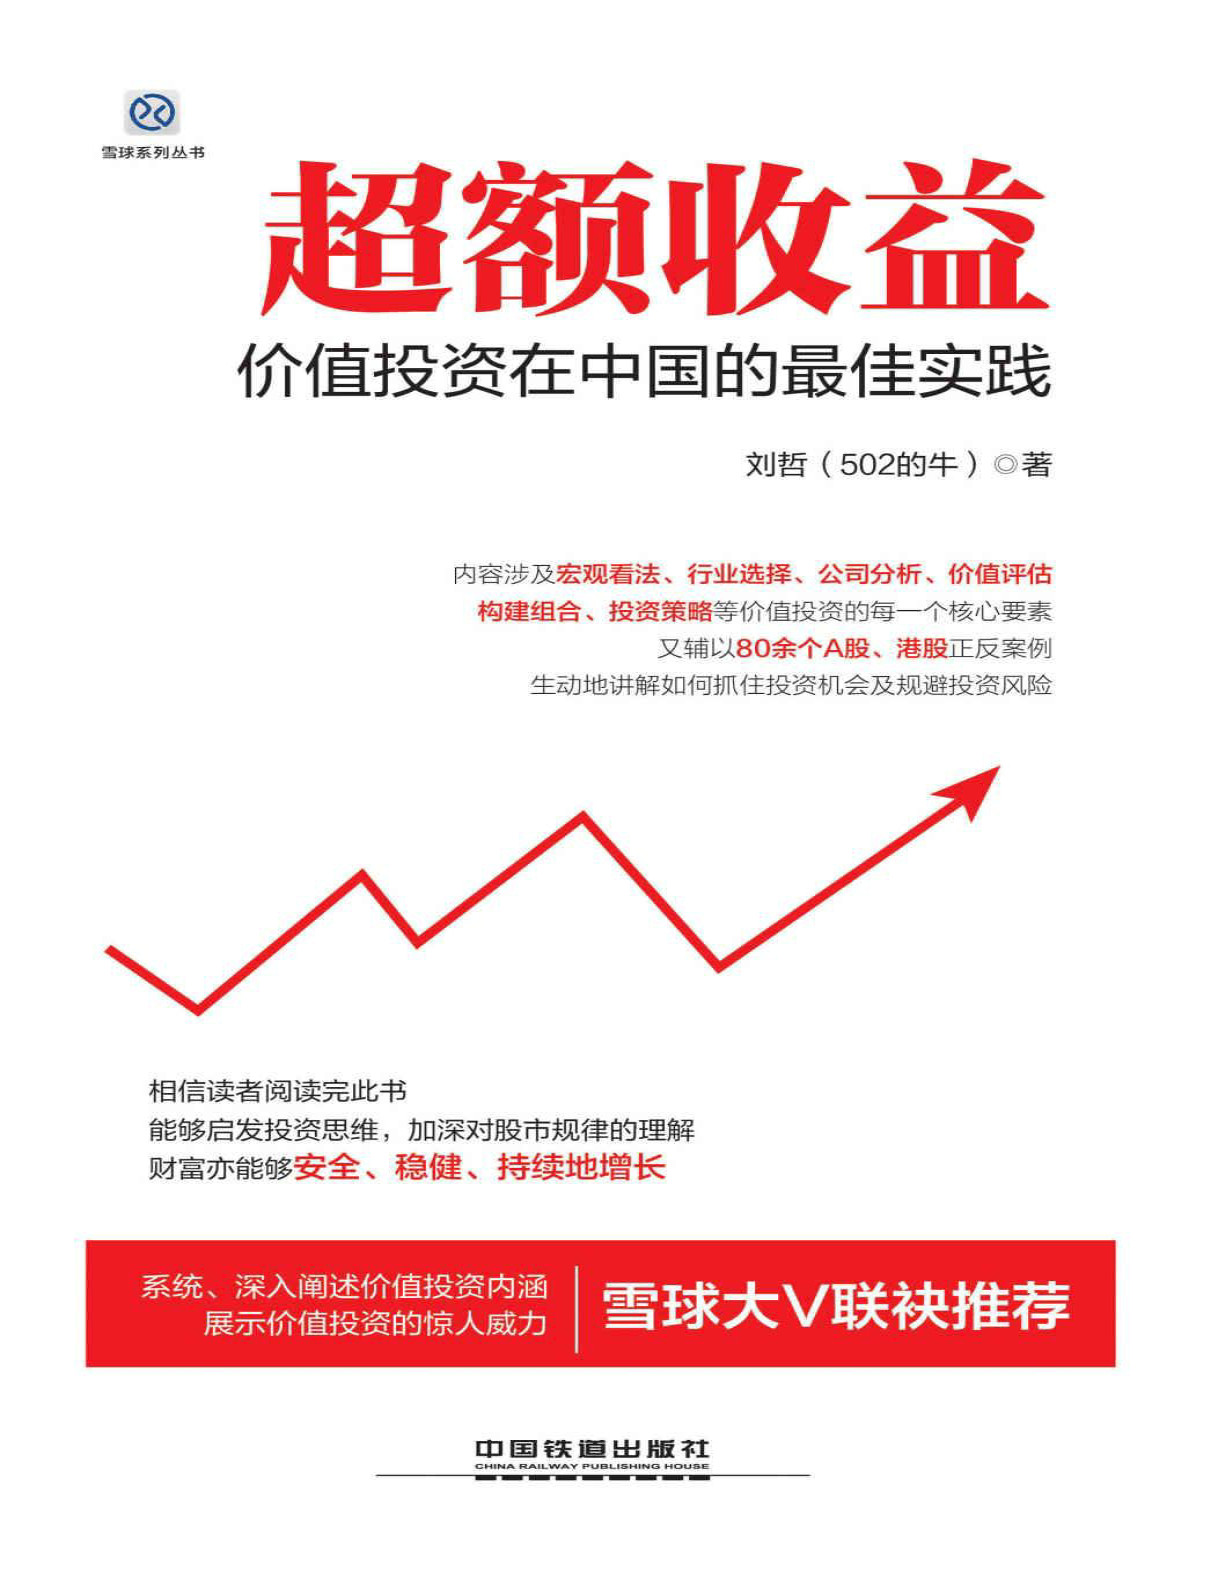 雪球系列丛书
超额收益
价值投资在中国的最佳实践
刘哲（502的牛）◎著
内容涉及宏观看法、行业选择、公司分析、价值评估
构建组合、投资策略等价值投资的每一个核心要素
又辅以80余个A股、港股正反案例
生动地讲解如何抓住投资机会及规避投资风险
相信读者阅读完此书
能够启发投资思维，加深对股市规律的理解
财富亦能够安全、稳健、持续地增长
系统、深入阐述价值投资内涵
展示价值投资的惊人威力
雪球大V联袂推荐
中国铁道出版社
CHINA RAILWAY PUBLISHING HOUSE